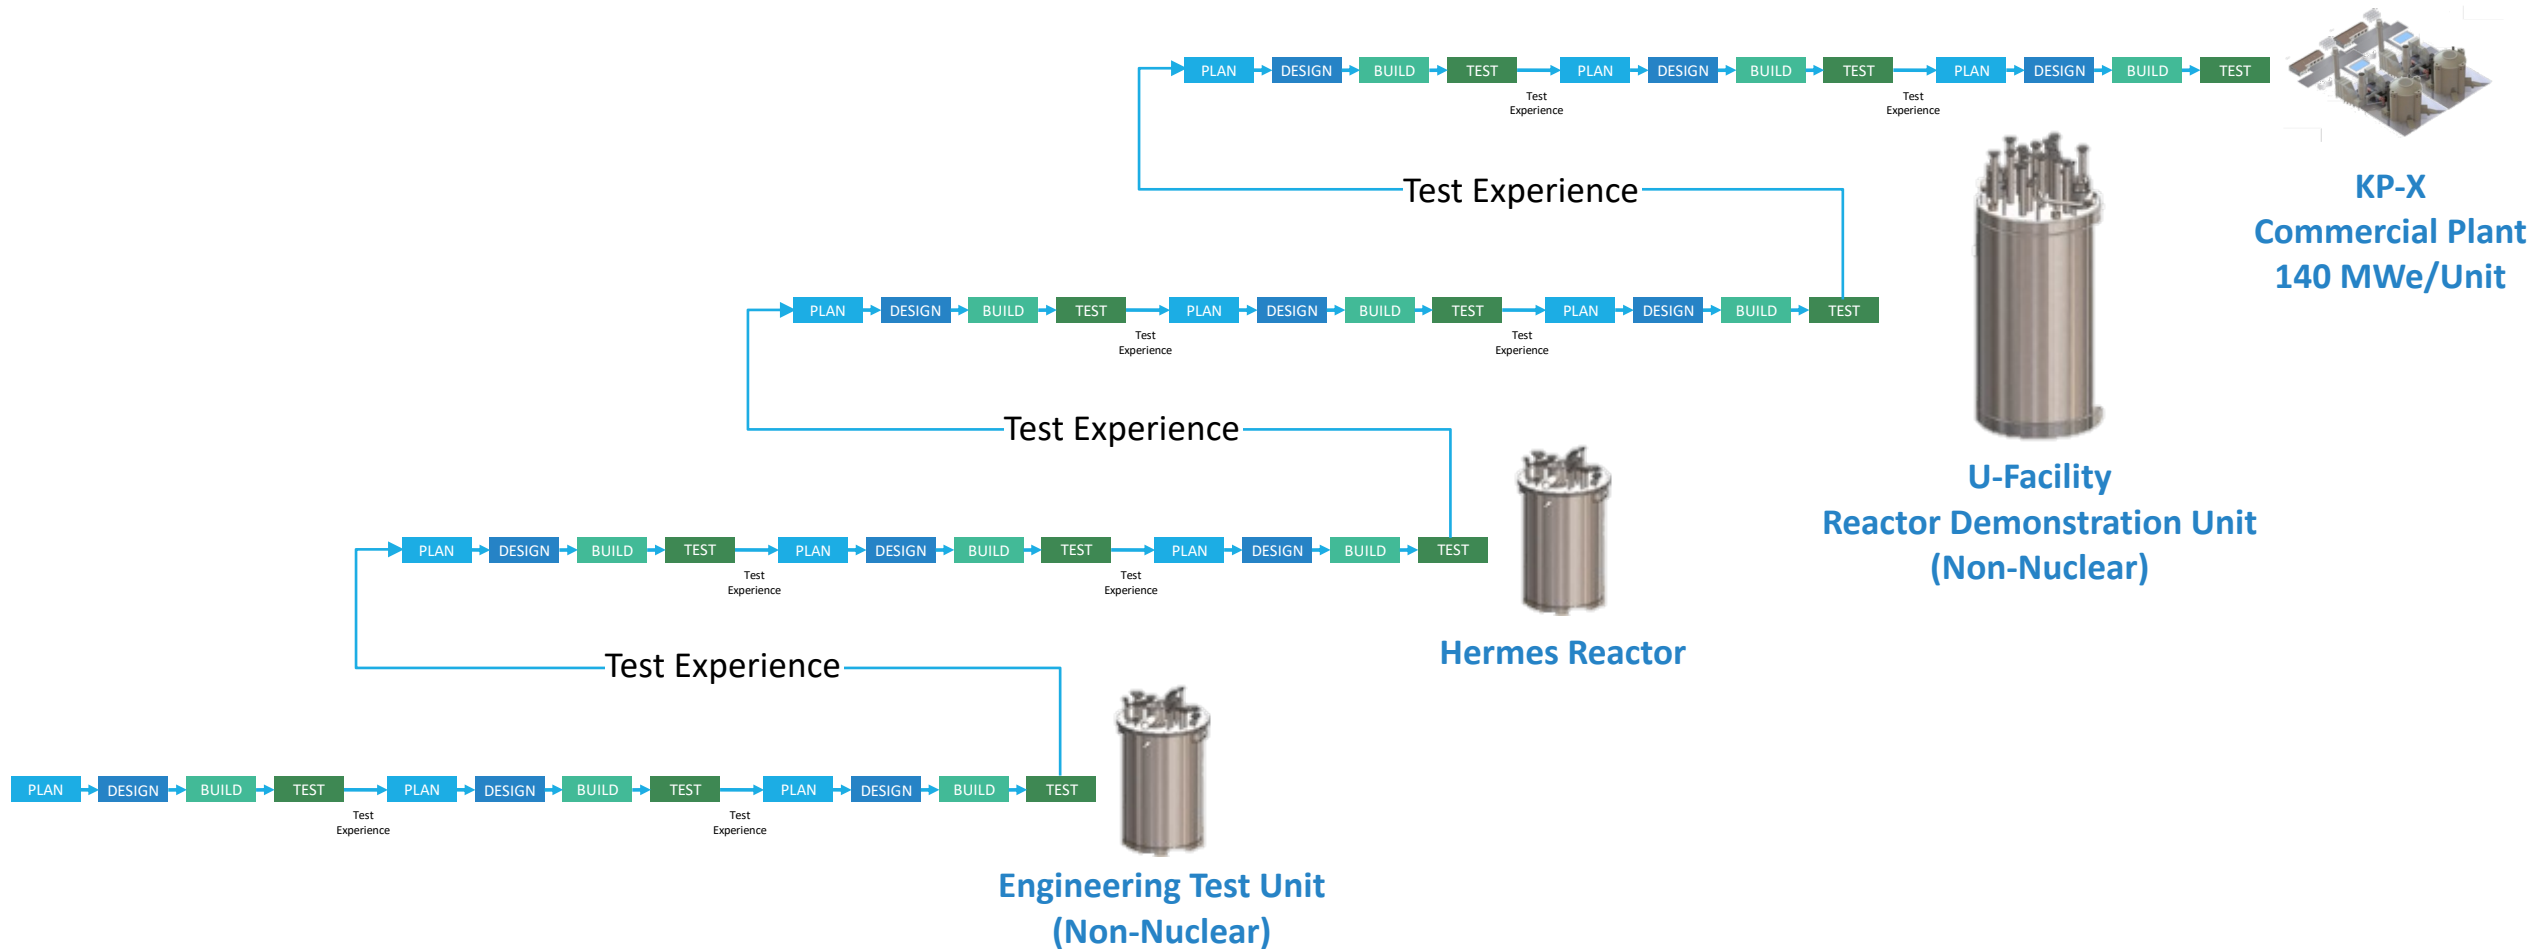 PLAN DESIGN BUILD TEST PLAN DESIGN BUILD TEST PLAN DESIGN BUILD TEST
Test
Experience
Test
Experience
KP-X
Commercial Plant
140 MWe/Unit
Test Experience
PLAN DESIGN BUILD TEST PLAN DESIGN BUILD TEST PLAN DESIGN BUILD TEST
Test
Experience
Test
Experience
U-Facility
Reactor Demonstration Unit
(Non-Nuclear)
Test Experience
PLAN DESIGN BUILD TEST PLAN DESIGN BUILD TEST PLAN DESIGN BUILD TEST
Test
Experience
Test
Experience
Hermes Reactor
Test Experience
PLAN DESIGN BUILD TEST PLAN DESIGN BUILD TEST PLAN DESIGN BUILD TEST
Test
Experience
Test
Experience
Engineering Test Unit
(Non-Nuclear)